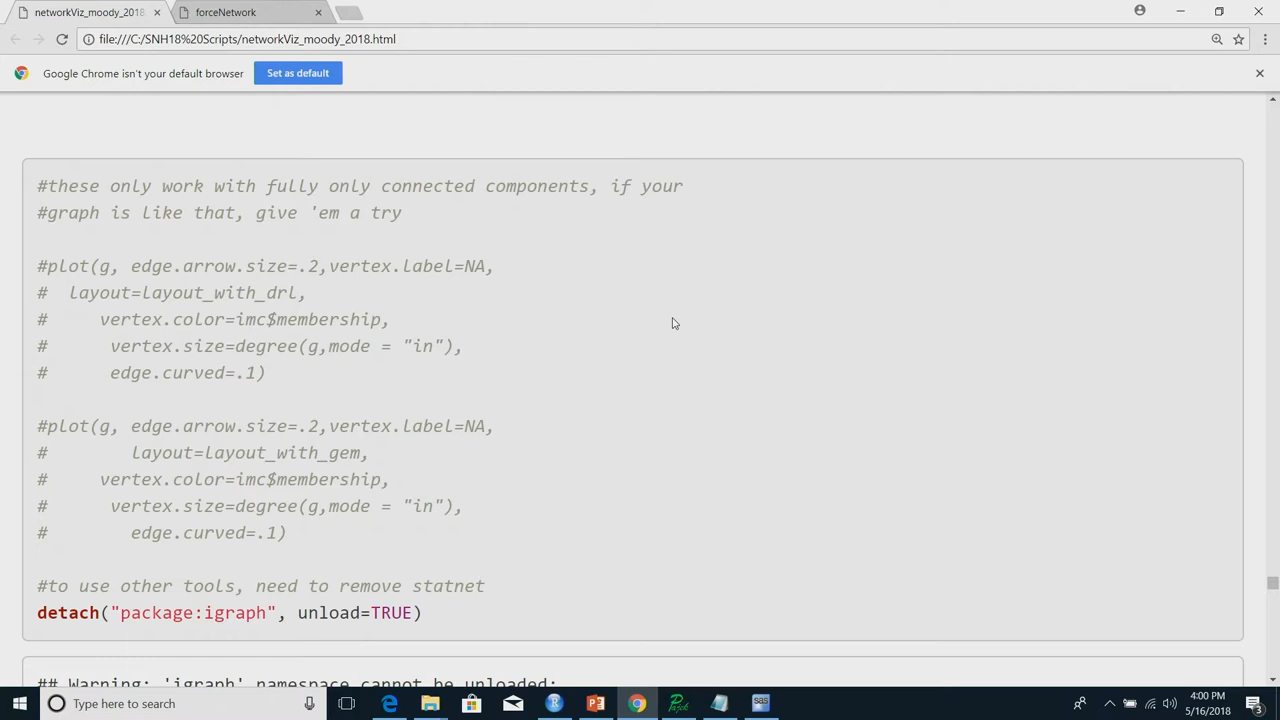 networkViz_moody_2018
forceNetwork
file:///C:/SNH18%20Scripts/networkViz_moody_2018.html
Google Chrome isn't your default browser
Set as default
#these only work with fully only connected components, if your
#graph is like that, give 'em a try
#plot(g, edge.arrow.size=.2,vertex.label=NA,
#  layout=layout_with_drl,
#     vertex.color=imc$membership,
#      vertex.size=degree(g,mode = "in"),
#      edge.curved=.1)
#plot(g, edge.arrow.size=.2,vertex.label=NA,
#        layout=layout_with_gem,
#     vertex.color=imc$membership,
#      vertex.size=degree(g,mode = "in"),
#        edge.curved=.1)
#to use other tools, need to remove statnet
detach("package:igraph", unload=TRUE)
## Warning: 'igraph' namespace cannot be unloaded:
Type here to search
R
Pajek
sas
4:00 PM
5/16/2018
3